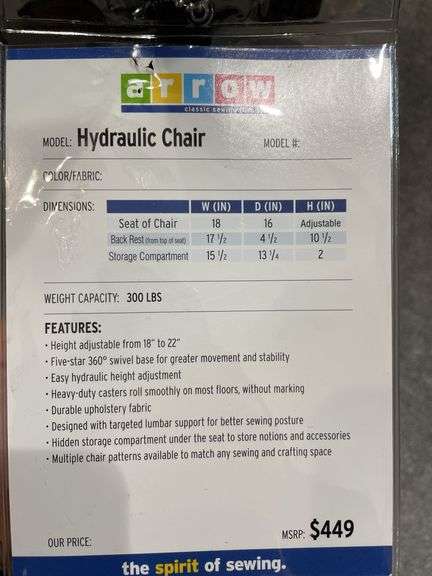 arrow
classic sewing
MODEL: Hydraulic Chair MODEL #:
COLOR/FABRIC:
DIMENSIONS: W (IN) D (IN) H (IN)
Seat of Chair 18 16 Adjustable
Back Rest (from top of seat) 17 1/2 4 1/2 10 1/2
Storage Compartment 15 1/2 13 1/4 2
WEIGHT CAPACITY: 300 LBS
FEATURES:
• Height adjustable from 18" to 22"
• Five-star 360° swivel base for greater movement and stability
• Easy hydraulic height adjustment
• Heavy-duty casters roll smoothly on most floors, without marking
• Durable upholstery fabric
• Designed with targeted lumbar support for better sewing posture
• Hidden storage compartment under the seat to store notions and accessories
• Multiple chair patterns available to match any sewing and crafting space
OUR PRICE: MSRP: $449
the spirit of sewing.